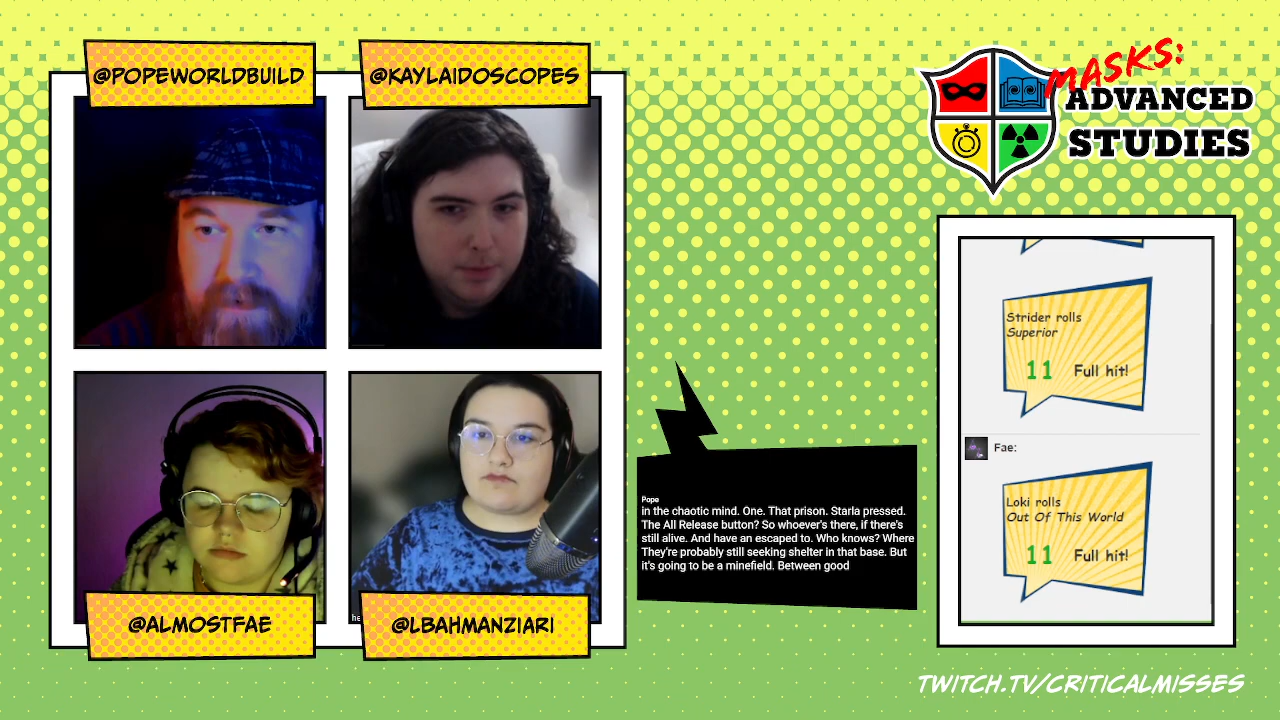 @POPEWORLDBUILD
@KAYLAIDOSCOPES
MASKS:
ADVANCED
STUDIES
Strider rolls
Superior
11 Full hit!
Fae:
Loki rolls
Out Of This World
11 Full hit!
Pope
in the chaotic mind. One. That prison. Starla pressed.
The All Release button? So whoever's there, if there's
still alive. And have an escaped to. Who knows? Where
They're probably still seeking shelter in that base. But
it's going to be a minefield. Between good
@ALMOSTFAE
@LBAHMANZIARI
TWITCH.TV/CRITICALMISSES